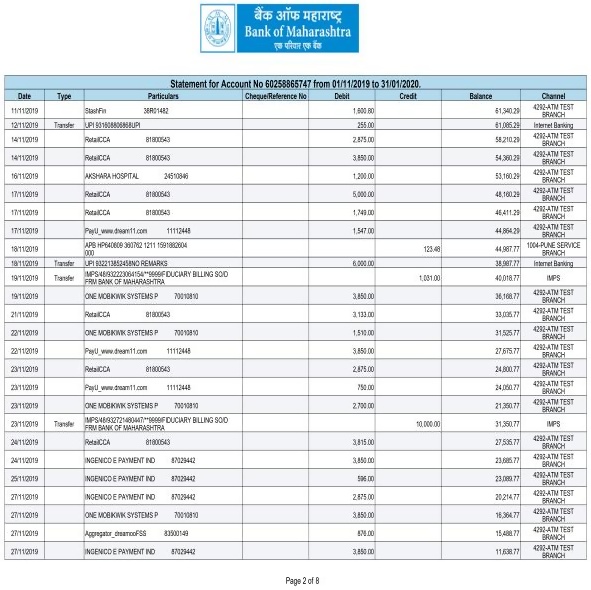 बैंक ऑफ महाराष्ट्र
Bank of Maharashtra
एक परिवार एक बैंक
Statement for Account No 60258865747 from 01/11/2019 to 31/01/2020.
Date Type Particulars Cheque/Reference No Debit Credit Balance Channel
11/11/2019 StashFin 36R01482 1,600.80 61,340.29 4292-ATM TEST BRANCH
12/11/2019 Transfer UPI 931608806868UPI 255.00 61,085.29 Internet Banking
14/11/2019 RetailCCA 81800543 2,875.00 58,210.29 4292-ATM TEST BRANCH
14/11/2019 RetailCCA 81800543 3,850.00 54,360.29 4292-ATM TEST BRANCH
16/11/2019 AKSHARA HOSPITAL 24510846 1,200.00 53,160.29 4292-ATM TEST BRANCH
17/11/2019 RetailCCA 81800543 5,000.00 48,160.29 4292-ATM TEST BRANCH
17/11/2019 RetailCCA 81800543 1,749.00 46,411.29 4292-ATM TEST BRANCH
17/11/2019 PayU_www.dream11.com 11112448 1,547.00 44,864.29 4292-ATM TEST BRANCH
18/11/2019 APB HP640609 360762 1211 1591882604 000 123.48 44,987.77 1004-PUNE SERVICE BRANCH
18/11/2019 Transfer UPI 932213852458NO REMARKS 6,000.00 38,987.77 Internet Banking
19/11/2019 Transfer IMPS/48/932223064154/**9999/FIDUCIARY BILLING SO/D FRM BANK OF MAHARASHTRA 1,031.00 40,018.77 IMPS
19/11/2019 ONE MOBIKWIK SYSTEMS P 70010810 3,850.00 36,168.77 4292-ATM TEST BRANCH
21/11/2019 RetailCCA 81800543 3,133.00 33,035.77 4292-ATM TEST BRANCH
22/11/2019 ONE MOBIKWIK SYSTEMS P 70010810 1,510.00 31,525.77 4292-ATM TEST BRANCH
22/11/2019 PayU_www.dream11.com 11112448 3,850.00 27,675.77 4292-ATM TEST BRANCH
23/11/2019 RetailCCA 81800543 2,875.00 24,800.77 4292-ATM TEST BRANCH
23/11/2019 PayU_www.dream11.com 11112448 750.00 24,050.77 4292-ATM TEST BRANCH
23/11/2019 ONE MOBIKWIK SYSTEMS P 70010810 2,700.00 21,350.77 4292-ATM TEST BRANCH
23/11/2019 Transfer IMPS/48/932721480447/**9999/FIDUCIARY BILLING SO/D FRM BANK OF MAHARASHTRA 10,000.00 31,350.77 IMPS
24/11/2019 RetailCCA 81800543 3,815.00 27,535.77 4292-ATM TEST BRANCH
24/11/2019 INGENICO E PAYMENT IND 87029442 3,850.00 23,685.77 4292-ATM TEST BRANCH
25/11/2019 INGENICO E PAYMENT IND 87029442 596.00 23,089.77 4292-ATM TEST BRANCH
27/11/2019 INGENICO E PAYMENT IND 87029442 2,875.00 20,214.77 4292-ATM TEST BRANCH
27/11/2019 ONE MOBIKWIK SYSTEMS P 70010810 3,850.00 16,364.77 4292-ATM TEST BRANCH
27/11/2019 Aggregator_dreamooFSS 83500149 876.00 15,488.77 4292-ATM TEST BRANCH
27/11/2019 INGENICO E PAYMENT IND 87029442 3,850.00 11,638.77 4292-ATM TEST BRANCH
Page 2 of 8